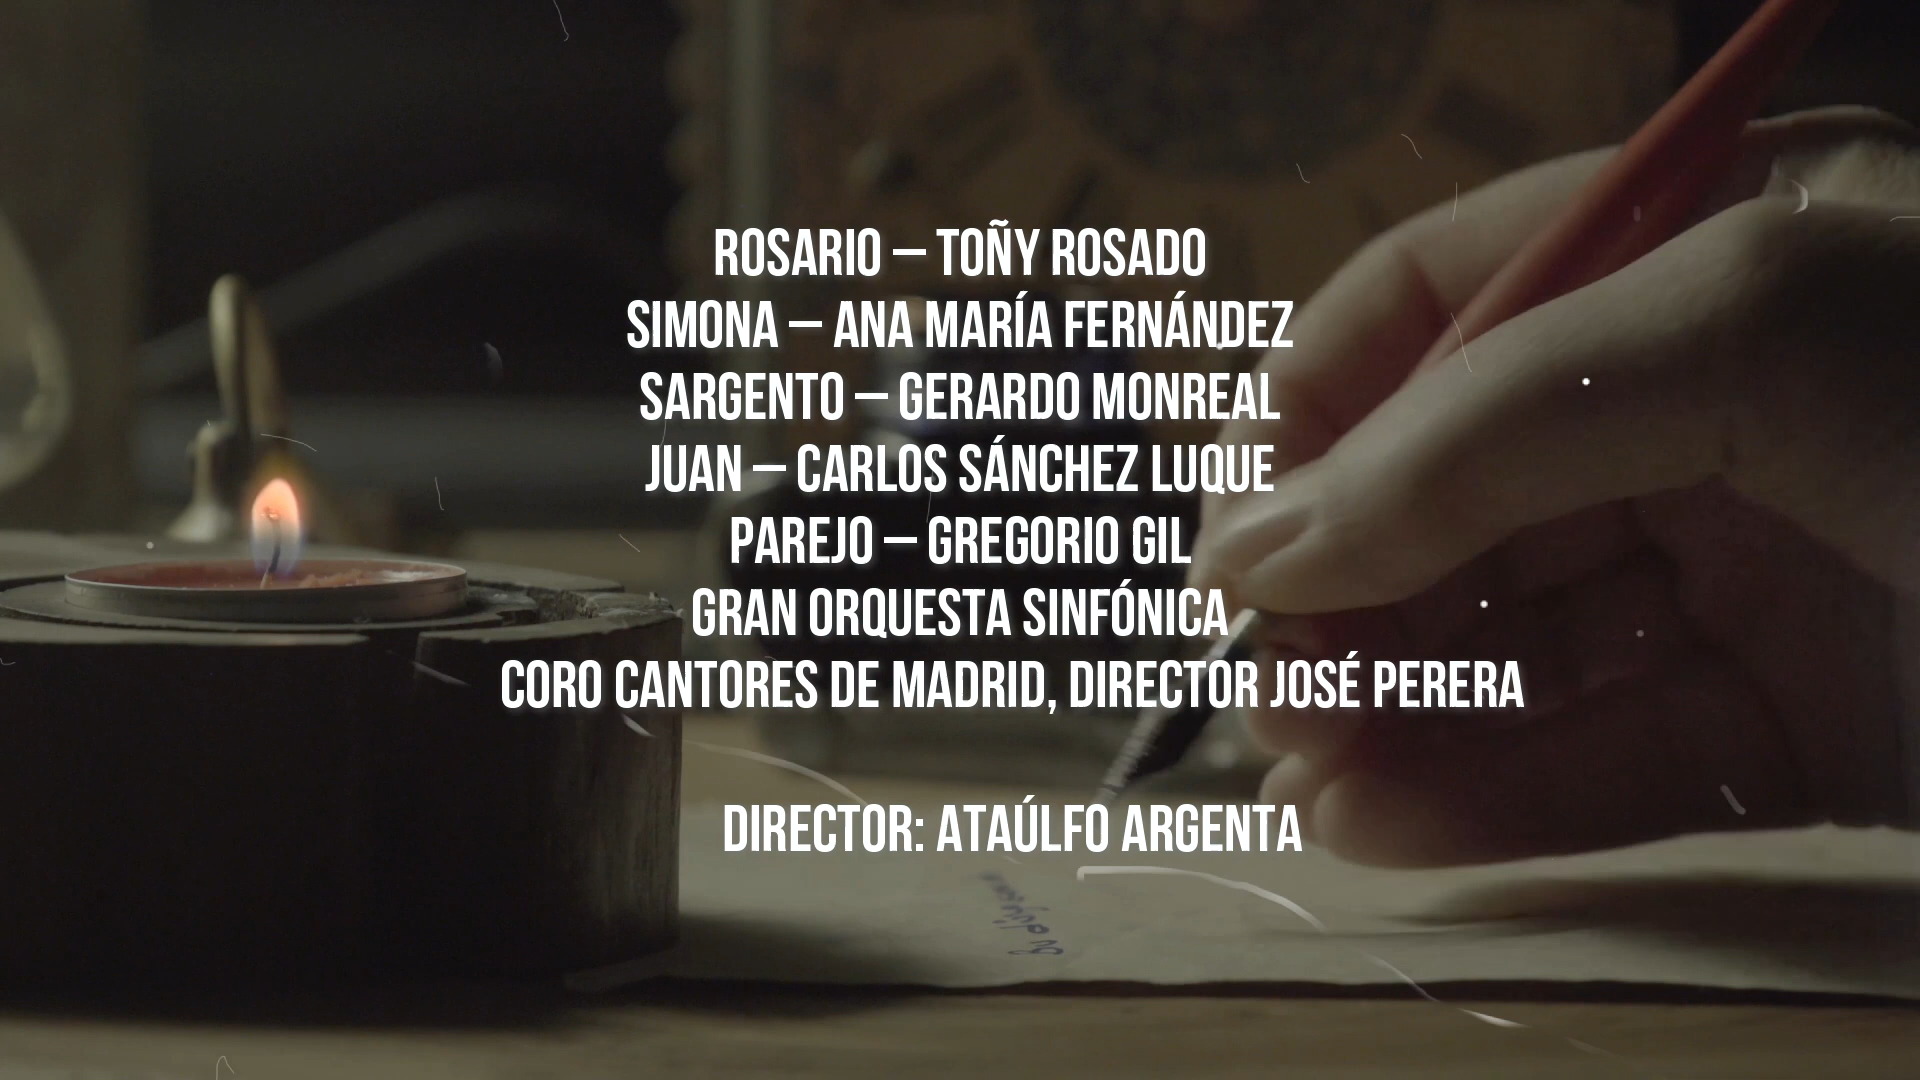 ROSARIO – TOÑY ROSADO
SIMONA – ANA MARÍA FERNÁNDEZ
SARGENTO – GERARDO MONREAL
JUAN – CARLOS SÁNCHEZ LUQUE
PAREJO – GREGORIO GIL
GRAN ORQUESTA SINFÓNICA
CORO CANTORES DE MADRID, DIRECTOR JOSÉ PERERA
DIRECTOR: ATAÚLFO ARGENTA